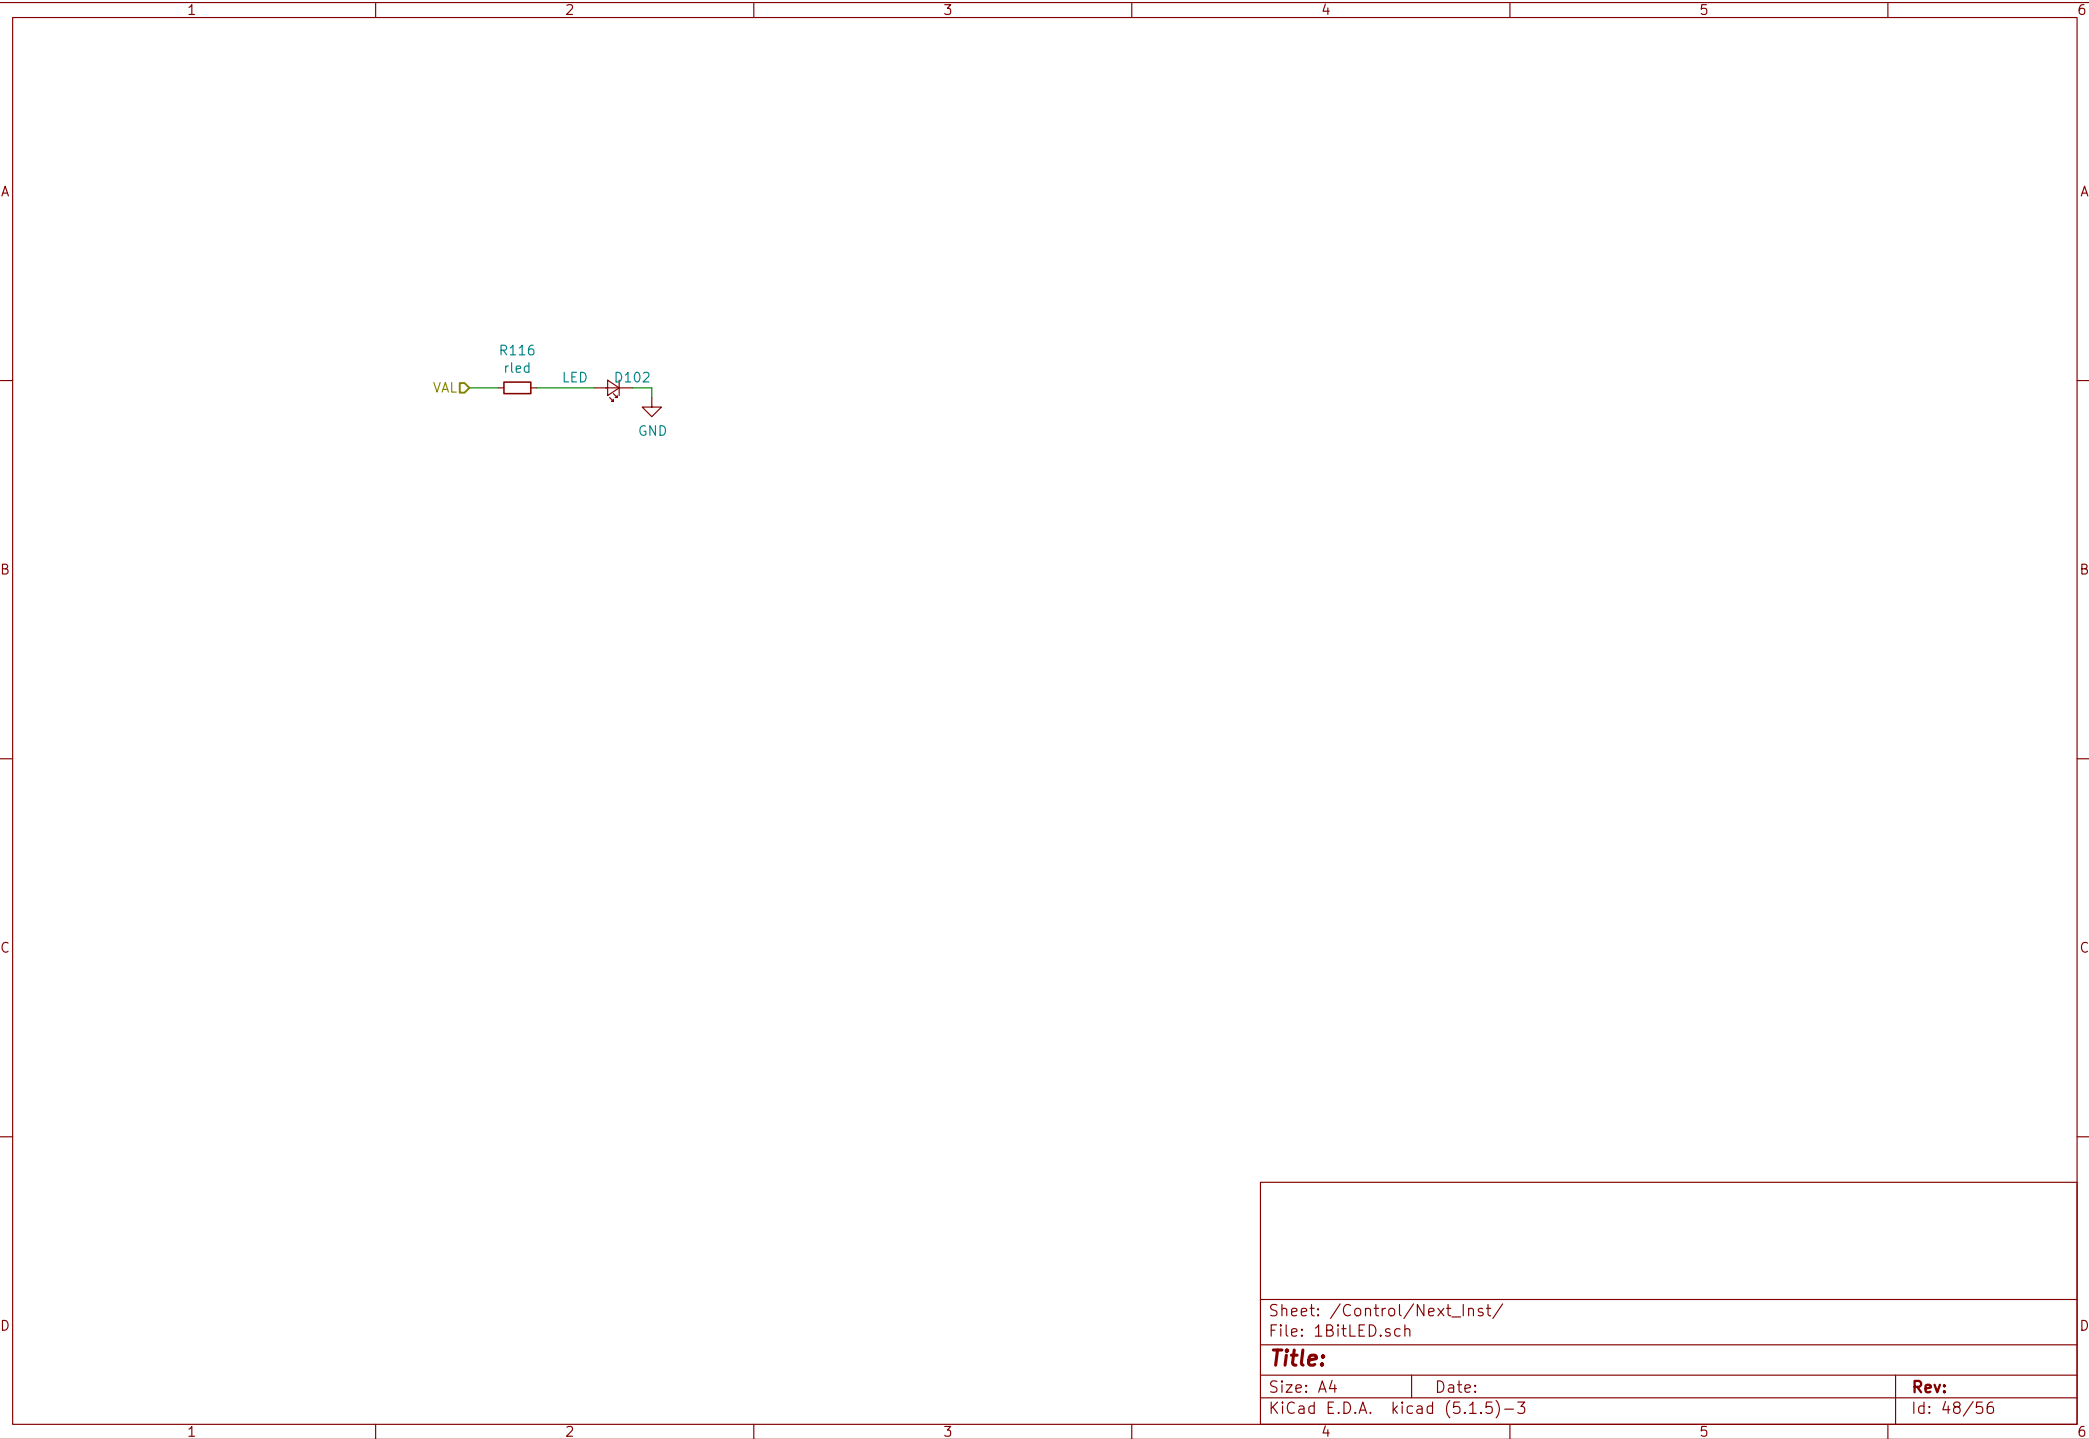 1 2 3 4 5 6
A A
R116
rled
VAL LED D102
GND
B B
C C
Sheet: /Control/Next_Inst/
File: 1BitLED.sch
D D
Title:
Size: A4 Date: Rev:
KiCad E.D.A. kicad (5.1.5)-3 Id: 48/56
1 2 3 4 5 6